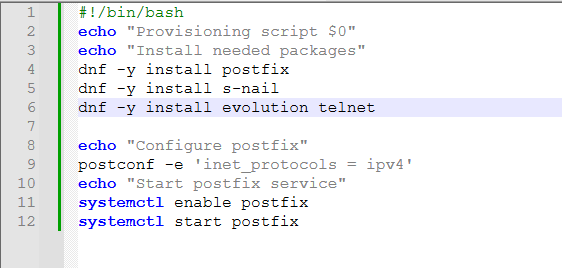 1 #!/bin/bash
2 echo "Provisioning script $0"
3 echo "Install needed packages"
4 dnf -y install postfix
5 dnf -y install s-nail
6 dnf -y install evolution telnet
7
8 echo "Configure postfix"
9 postconf -e 'inet_protocols = ipv4'
10 echo "Start postfix service"
11 systemctl enable postfix
12 systemctl start postfix